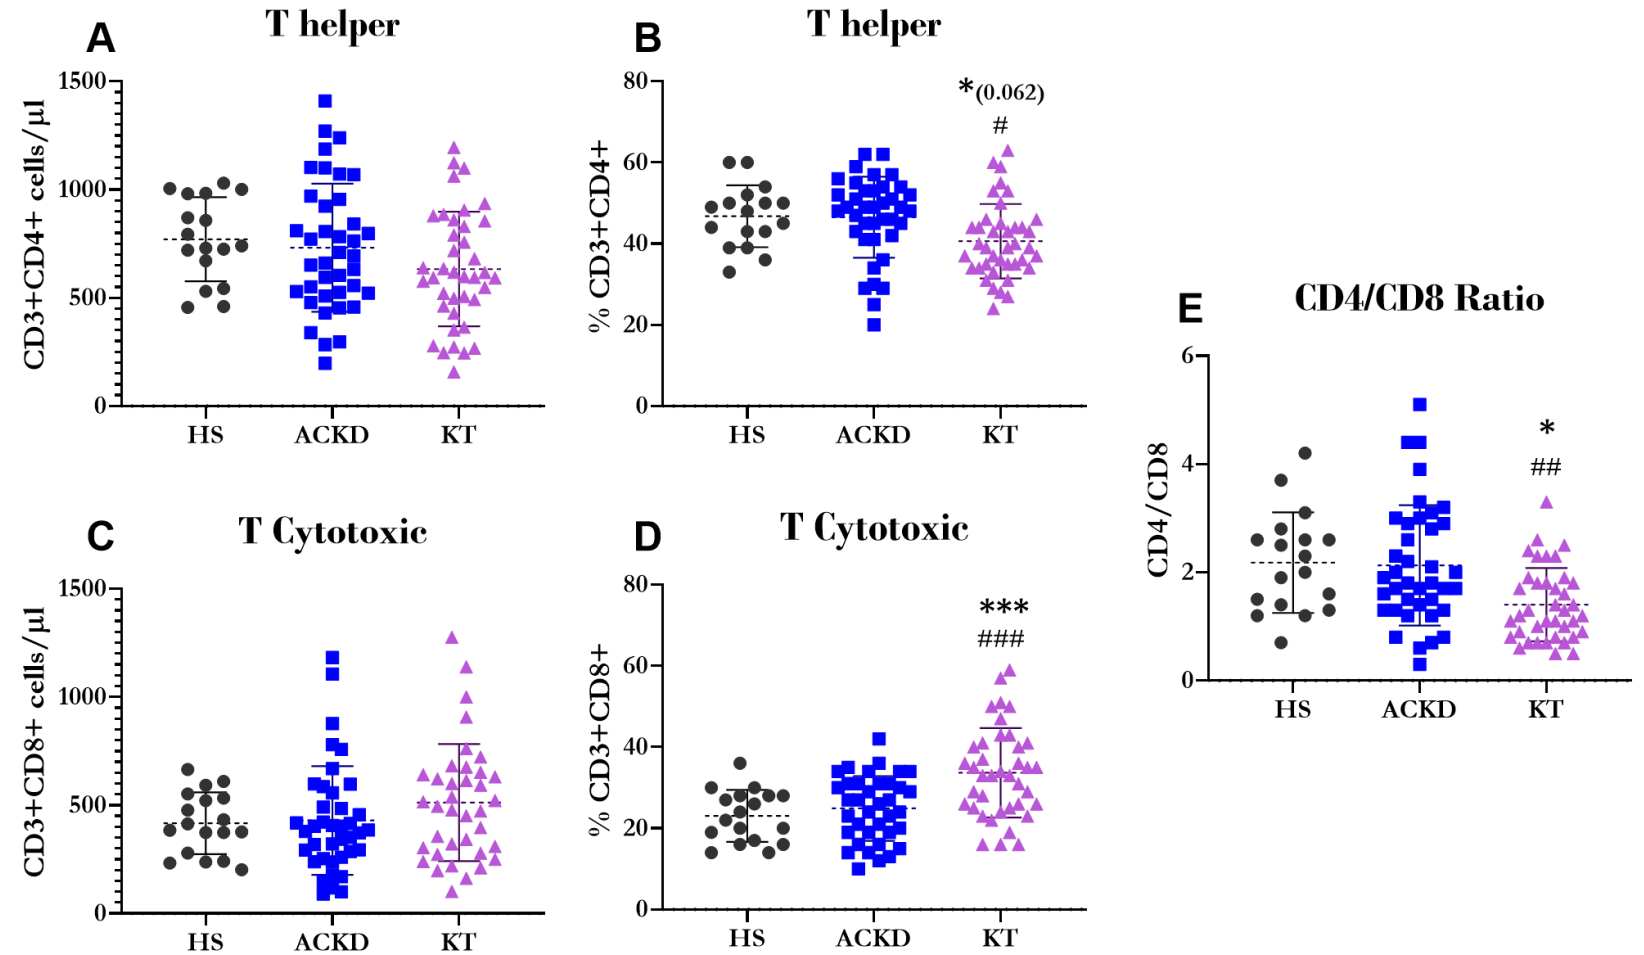 A
T helper
CD3+CD4+ cells/µl
1500
1000
500
0
HS ACKD KT
B
T helper
% CD3+CD4+
80
60
40
20
0
*(0.062)
#
HS ACKD KT
C
T Cytotoxic
CD3+CD8+ cells/µl
1500
1000
500
0
HS ACKD KT
D
T Cytotoxic
% CD3+CD8+
80
60
40
20
0
***
###
HS ACKD KT
E
CD4/CD8 Ratio
CD4/CD8
6
4
2
0
*
##
HS ACKD KT